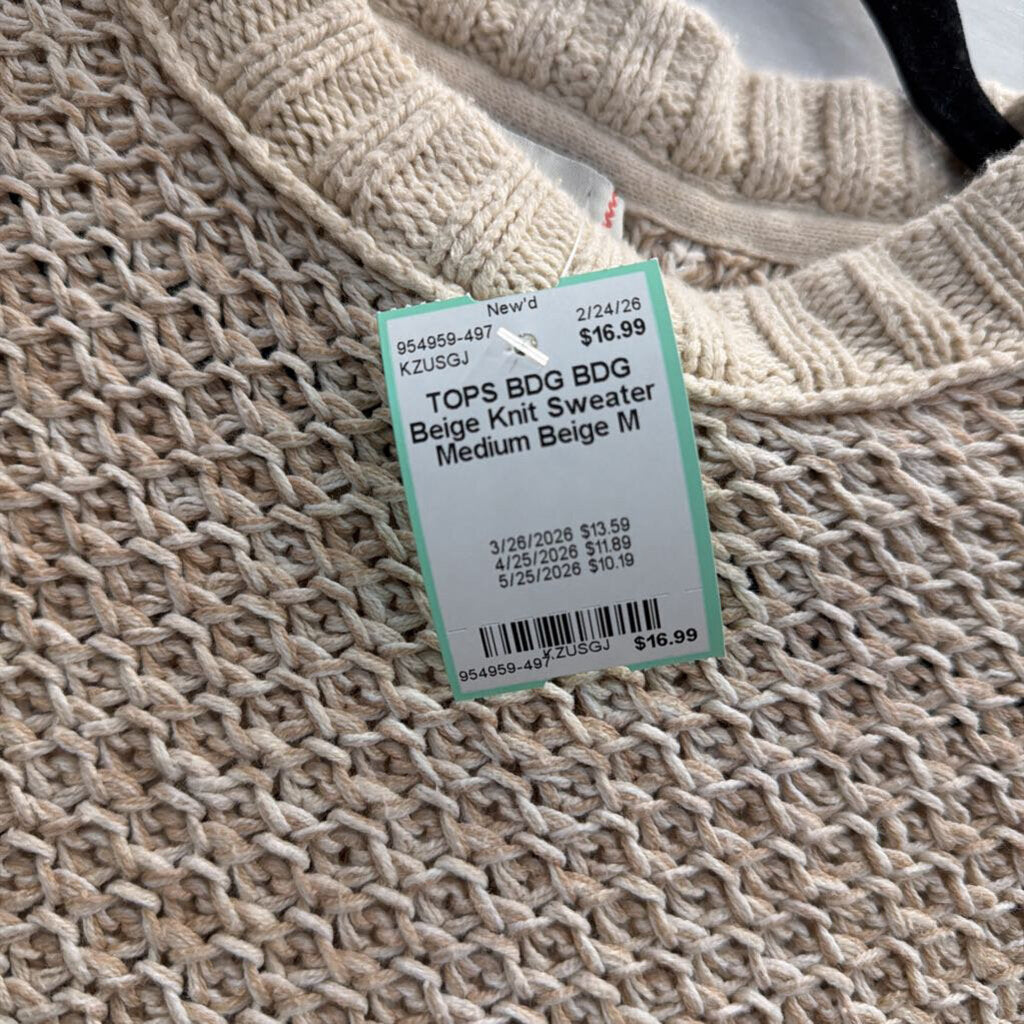 New'd
954959-497 2/24/26
KZUSGJ $16.99
TOPS BDG BDG
Beige Knit Sweater
Medium Beige M
3/26/2026 $13.59
4/25/2026 $11.89
5/25/2026 $10.19
KZUSGJ $16.99
954959-497